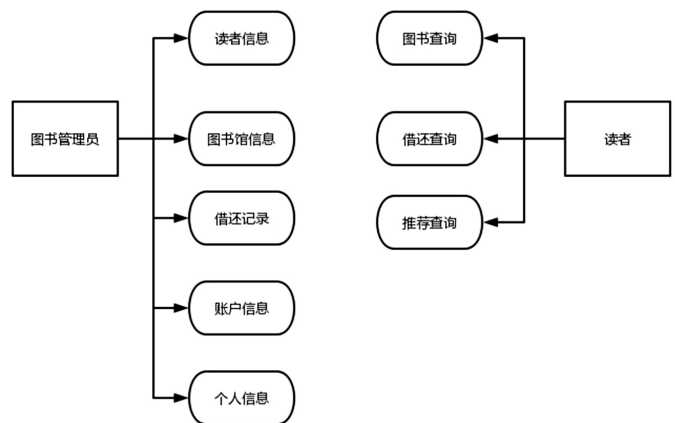 读者信息
图书查询
图书管理员
图书馆信息
借还查询
读者
借还记录
推荐查询
账户信息
个人信息